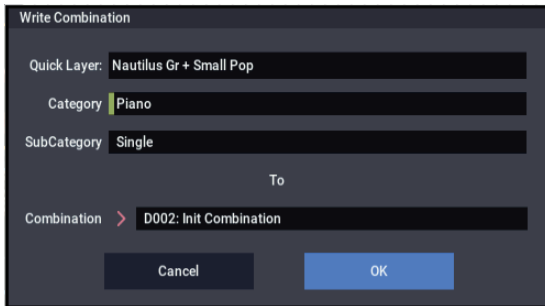 Write Combination
Quick Layer: Nautilus Gr + Small Pop
Category Piano
SubCategory Single
To
Combination > D002: Init Combination
Cancel OK